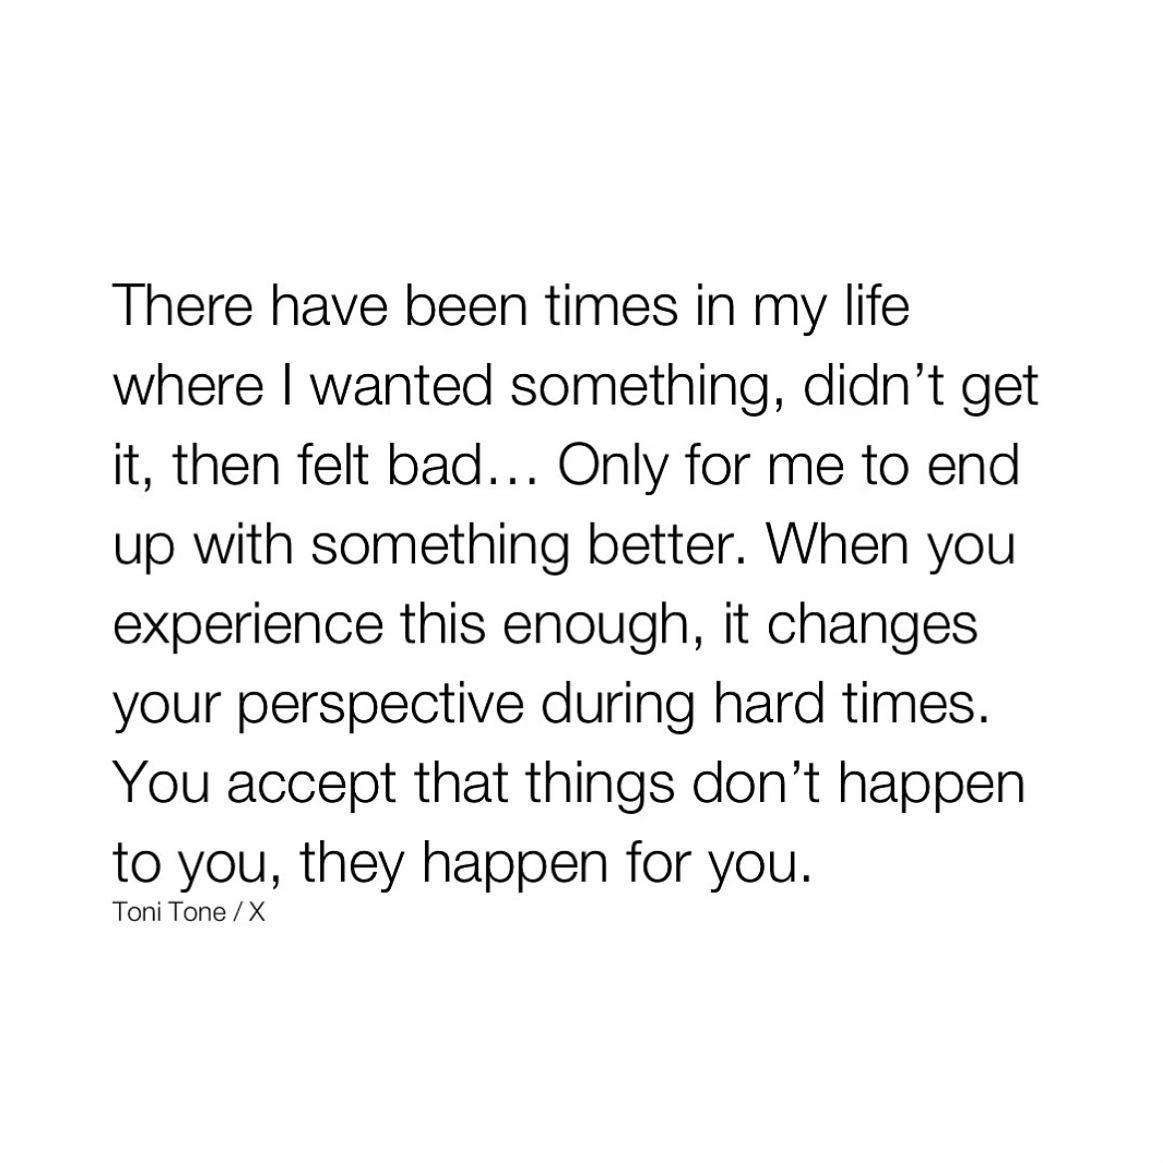 There have been times in my life
where I wanted something, didn’t get
it, then felt bad… Only for me to end
up with something better. When you
experience this enough, it changes
your perspective during hard times.
You accept that things don’t happen
to you, they happen for you.
Toni Tone / X